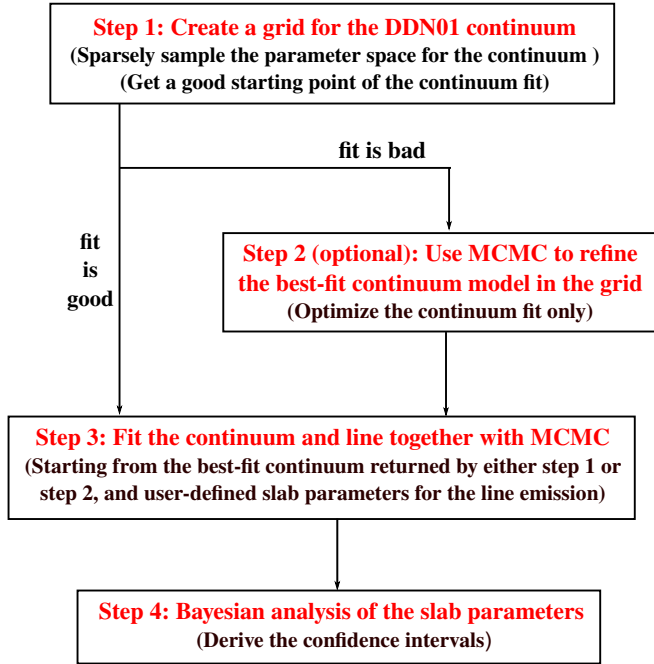 Step 1: Create a grid for the DDN01 continuum
(Sparsely sample the parameter space for the continuum )
(Get a good starting point of the continuum fit)
fit is bad
fit
is
good
Step 2 (optional): Use MCMC to refine
the best-fit continuum model in the grid
(Optimize the continuum fit only)
Step 3: Fit the continuum and line together with MCMC
(Starting from the best-fit continuum returned by either step 1 or
step 2, and user-defined slab parameters for the line emission)
Step 4: Bayesian analysis of the slab parameters
(Derive the confidence intervals)